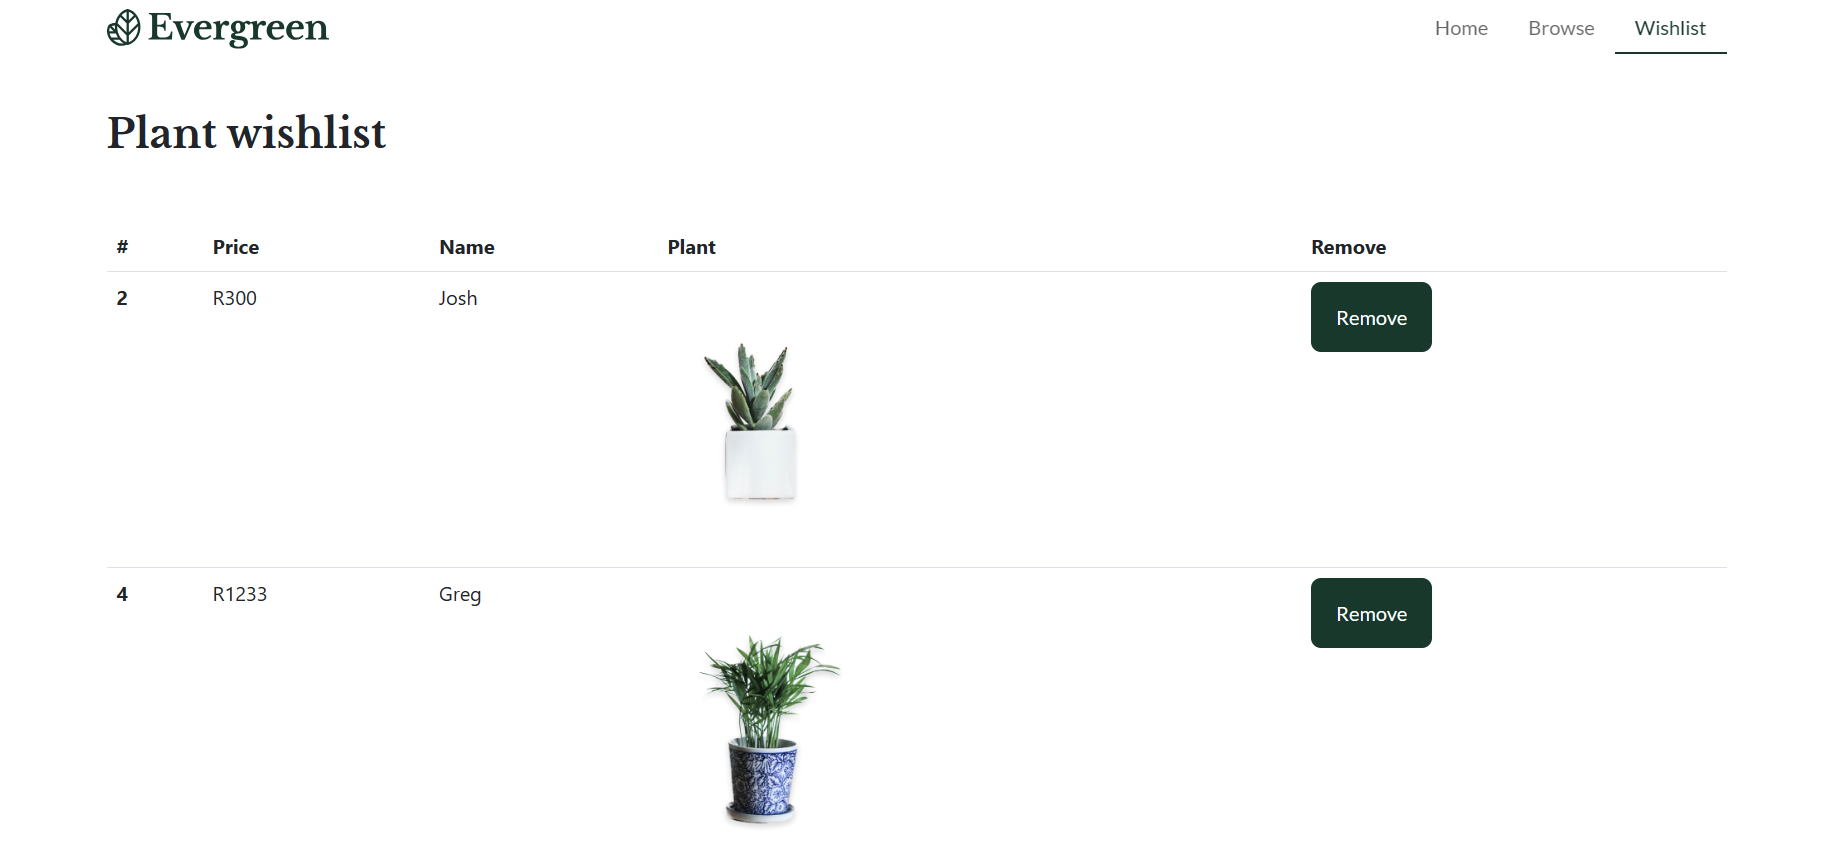 Evergreen
Home Browse Wishlist
Plant wishlist
# Price Name Plant Remove
2 R300 Josh Remove
4 R1233 Greg Remove